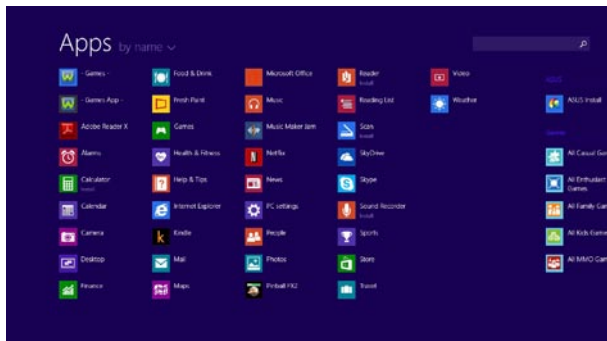 Apps by name
- Games -
- Games App -
Adobe Reader X
Alarms
Calculator
Install
Calendar
Camera
Desktop
Finance
Food & Drink
Fresh Paint
Games
Health & Fitness
Help & Tips
Internet Explorer
Kindle
Mail
Maps
Microsoft Office
Music
Music Maker Jam
Netflix
News
PC settings
People
Photos
Pinball FX2
Reader
Install
Reading List
Scan
Install
SkyDrive
Skype
Sound Recorder
Install
Sports
Store
Travel
Video
Weather
ASUS
ASUS Install
Games
All Casual Gam
All Enthusiast
Games
All Family Gam
All Kids Game
All MMO Gam